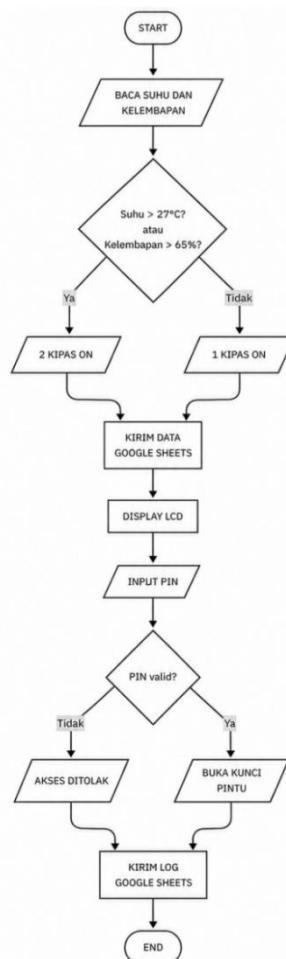 START
BACA SUHU DAN
KELEMBAPAN
Suhu > 27°C?
atau
Kelembapan > 65%?
Ya
Tidak
2 KIPAS ON
1 KIPAS ON
KIRIM DATA
GOOGLE SHEETS
DISPLAY LCD
INPUT PIN
PIN valid?
Tidak
Ya
AKSES DITOLAK
BUKA KUNCI
PINTU
KIRIM LOG
GOOGLE SHEETS
END